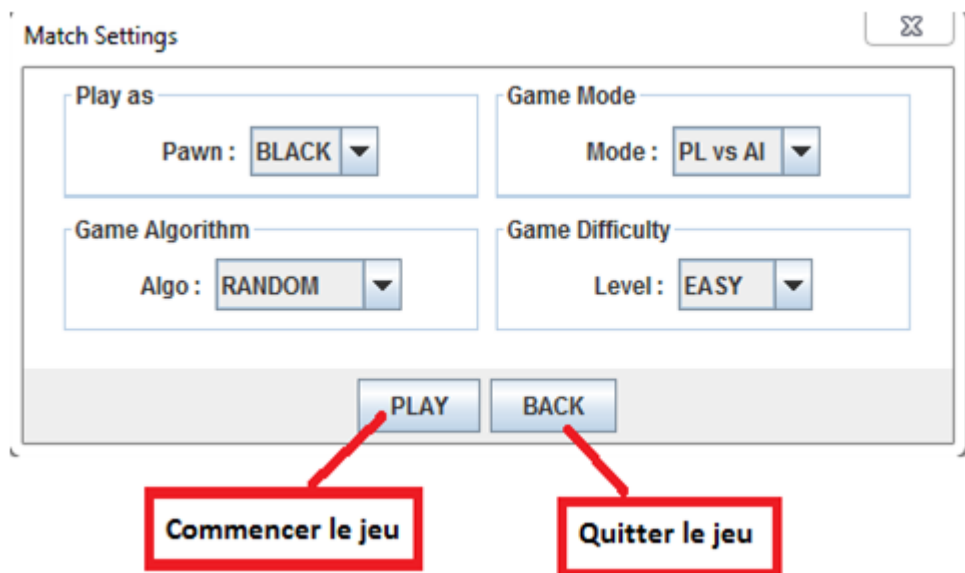 Match Settings
Play as
Game Mode
Pawn : BLACK
Mode : PL vs AI
Game Algorithm
Game Difficulty
Algo : RANDOM
Level : EASY
PLAY
BACK
Commencer le jeu
Quitter le jeu